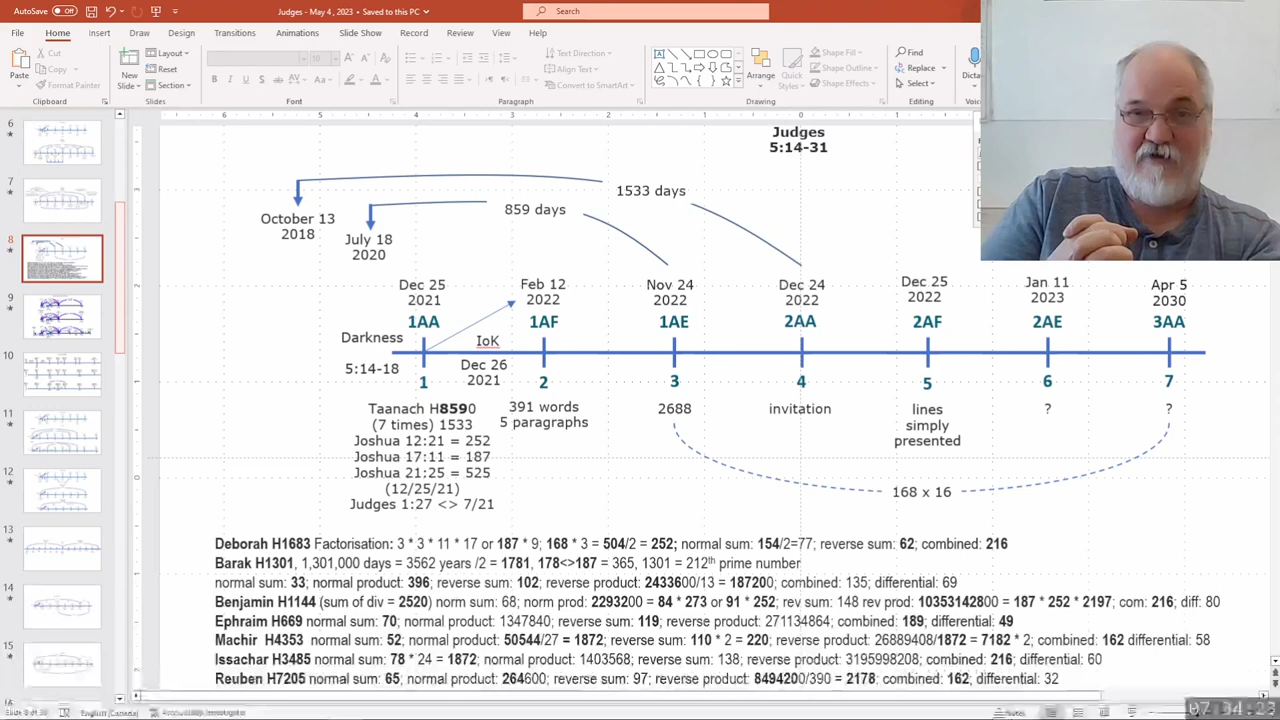 AutoSave Off Judges - May 4, 2023 • Saved to this PC Search
File Home Insert Draw Design Transitions Animations Slide Show Record Review View Help
Cut Layout Text Direction Shape Fill Find
Paste Copy New Reset Align Text Arrange Quick Shape Outline Replace
Format Painter Slide Section Convert to SmartArt Styles Shape Effects Select
Clipboard Slides Font Paragraph Drawing Editing
6 5 4 3 2 1 0 1
Judges
5:14-31
1533 days
859 days
October 13
2018
July 18
2020
Dec 25 Feb 12 Nov 24 Dec 24 Dec 25 Jan 11 Apr 5
2021 2022 2022 2022 2022 2023 2030
1AA 1AF 1AE 2AA 2AF 2AE 3AA
Darkness IoK
5:14-18 Dec 26
2021
1 2 3 4 5 6 7
Taanach H8590 391 words 2688 invitation lines ? ?
(7 times) 1533 5 paragraphs simply
Joshua 12:21 = 252 presented
Joshua 17:11 = 187
Joshua 21:25 = 525
(12/25/21)
Judges 1:27 <> 7/21
168 x 16
Deborah H1683 Factorisation: 3 * 3 * 11 * 17 or 187 * 9; 168 * 3 = 504/2 = 252; normal sum: 154/2=77; reverse sum: 62; combined: 216
Barak H1301, 1,301,000 days = 3562 years /2 = 1781, 178<>187 = 365, 1301 = 212th prime number
normal sum: 33; normal product: 396; reverse sum: 102; reverse product: 2433600/13 = 187200; combined: 135; differential: 69
Benjamin H1144 (sum of div = 2520) norm sum: 68; norm prod: 2293200 = 84 * 273 or 91 * 252; rev sum: 148 rev prod: 10353142800 = 187 * 252 * 2197; com: 216, diff: 80
Ephraim H669 normal sum: 70; normal product: 1347840; reverse sum: 119; reverse product: 271134864; combined: 189; differential: 49
Machir H4353 normal sum: 52; normal product: 50544/27 = 1872; reverse sum: 110 * 2 = 220; reverse product: 26889408/1872 = 7182 * 2; combined: 162 differential: 58
Issachar H3485 normal sum: 78 * 24 = 1872; normal product: 1403568; reverse sum: 138; reverse product: 3195998208; combined: 216; differential: 60
Reuben H7205 normal sum: 65; normal product: 264600; reverse sum: 97; reverse product: 8494200/390 = 2178; combined: 162; differential: 32
6
7
8
9
10
11
12
13
14
15